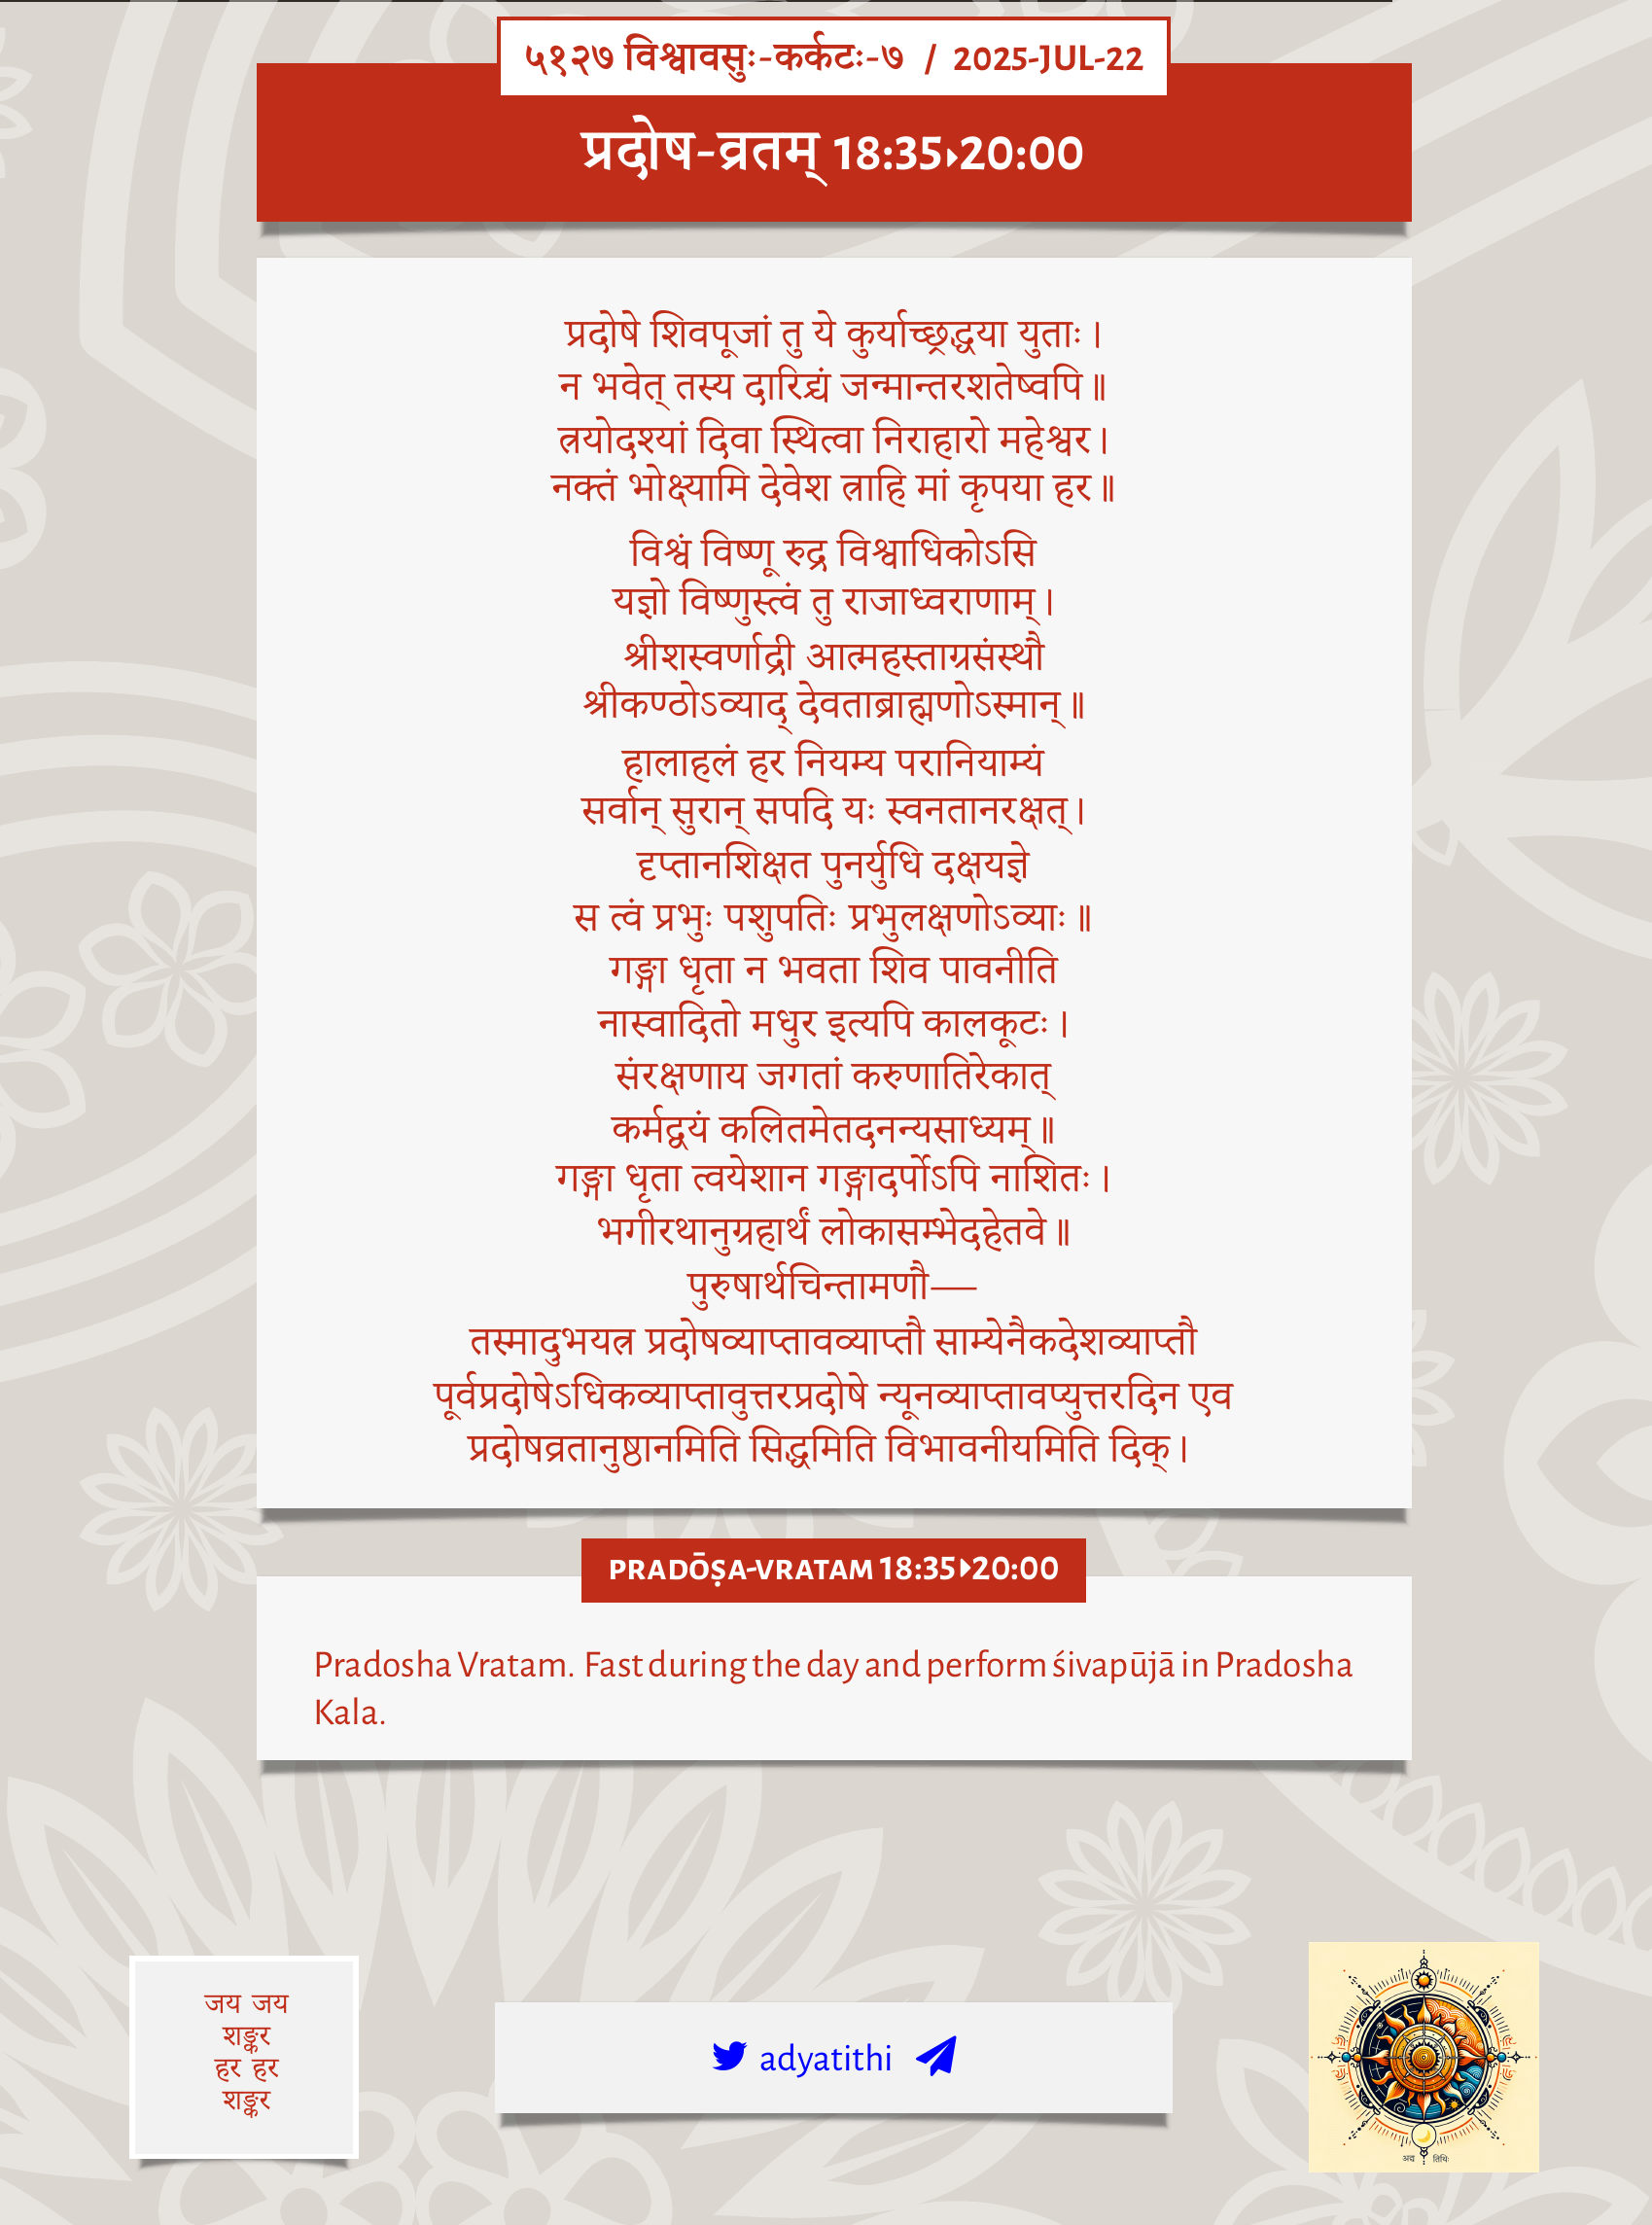 ५१२७ विश्वावसुः-कर्कटः-७ / 2025-JUL-22
प्रदोष-व्रतम् 18:35▸20:00
प्रदोषे शिवपूजां तु ये कुर्याच्छ्रद्धया युताः।
न भवेत् तस्य दारिद्र्यं जन्मान्तरशतेष्वपि॥
त्रयोदश्यां दिवा स्थित्वा निराहारो महेश्वर।
नक्तं भोक्ष्यामि देवेश त्राहि मां कृपया हर॥
विश्वं विष्णू रुद्र विश्वाधिकोऽसि
यज्ञो विष्णुस्त्वं तु राजाध्वराणाम्।
श्रीशस्वर्णाद्री आत्महस्ताग्रसंस्थौ
श्रीकण्ठोऽव्याद् देवताब्राह्मणोऽस्मान्॥
हालाहलं हर नियम्य परानियाम्यं
सर्वान् सुरान् सपदि यः स्वनतानरक्षत्।
दृप्तानशिक्षत पुनर्युधि दक्षयज्ञे
स त्वं प्रभुः पशुपतिः प्रभुलक्षणोऽव्याः॥
गङ्गा धृता न भवता शिव पावनीति
नास्वादितो मधुर इत्यपि कालकूटः।
संरक्षणाय जगतां करुणातिरेकात्
कर्मद्वयं कलितमेतदनन्यसाध्यम्॥
गङ्गा धृता त्वयेशान गङ्गादर्पोऽपि नाशितः।
भगीरथानुग्रहार्थं लोकासम्भेदहेतवे॥
पुरुषार्थचिन्तामणौ—
तस्मादुभयत्र प्रदोषव्याप्तावव्याप्तौ साम्येनैकदेशव्याप्तौ
पूर्वप्रदोषेऽधिकव्याप्तावुत्तरप्रदोषे न्यूनव्याप्तावप्युत्तरदिन एव
प्रदोषव्रतानुष्ठानमिति सिद्धमिति विभावनीयमिति दिक्।
PRADŌṢA-VRATAM 18:35▸20:00
Pradosha Vratam. Fast during the day and perform śivapūjā in Pradosha
Kala.
जय जय
शङ्कर
हर हर
शङ्कर
adyatithi
अद्य तिथिः